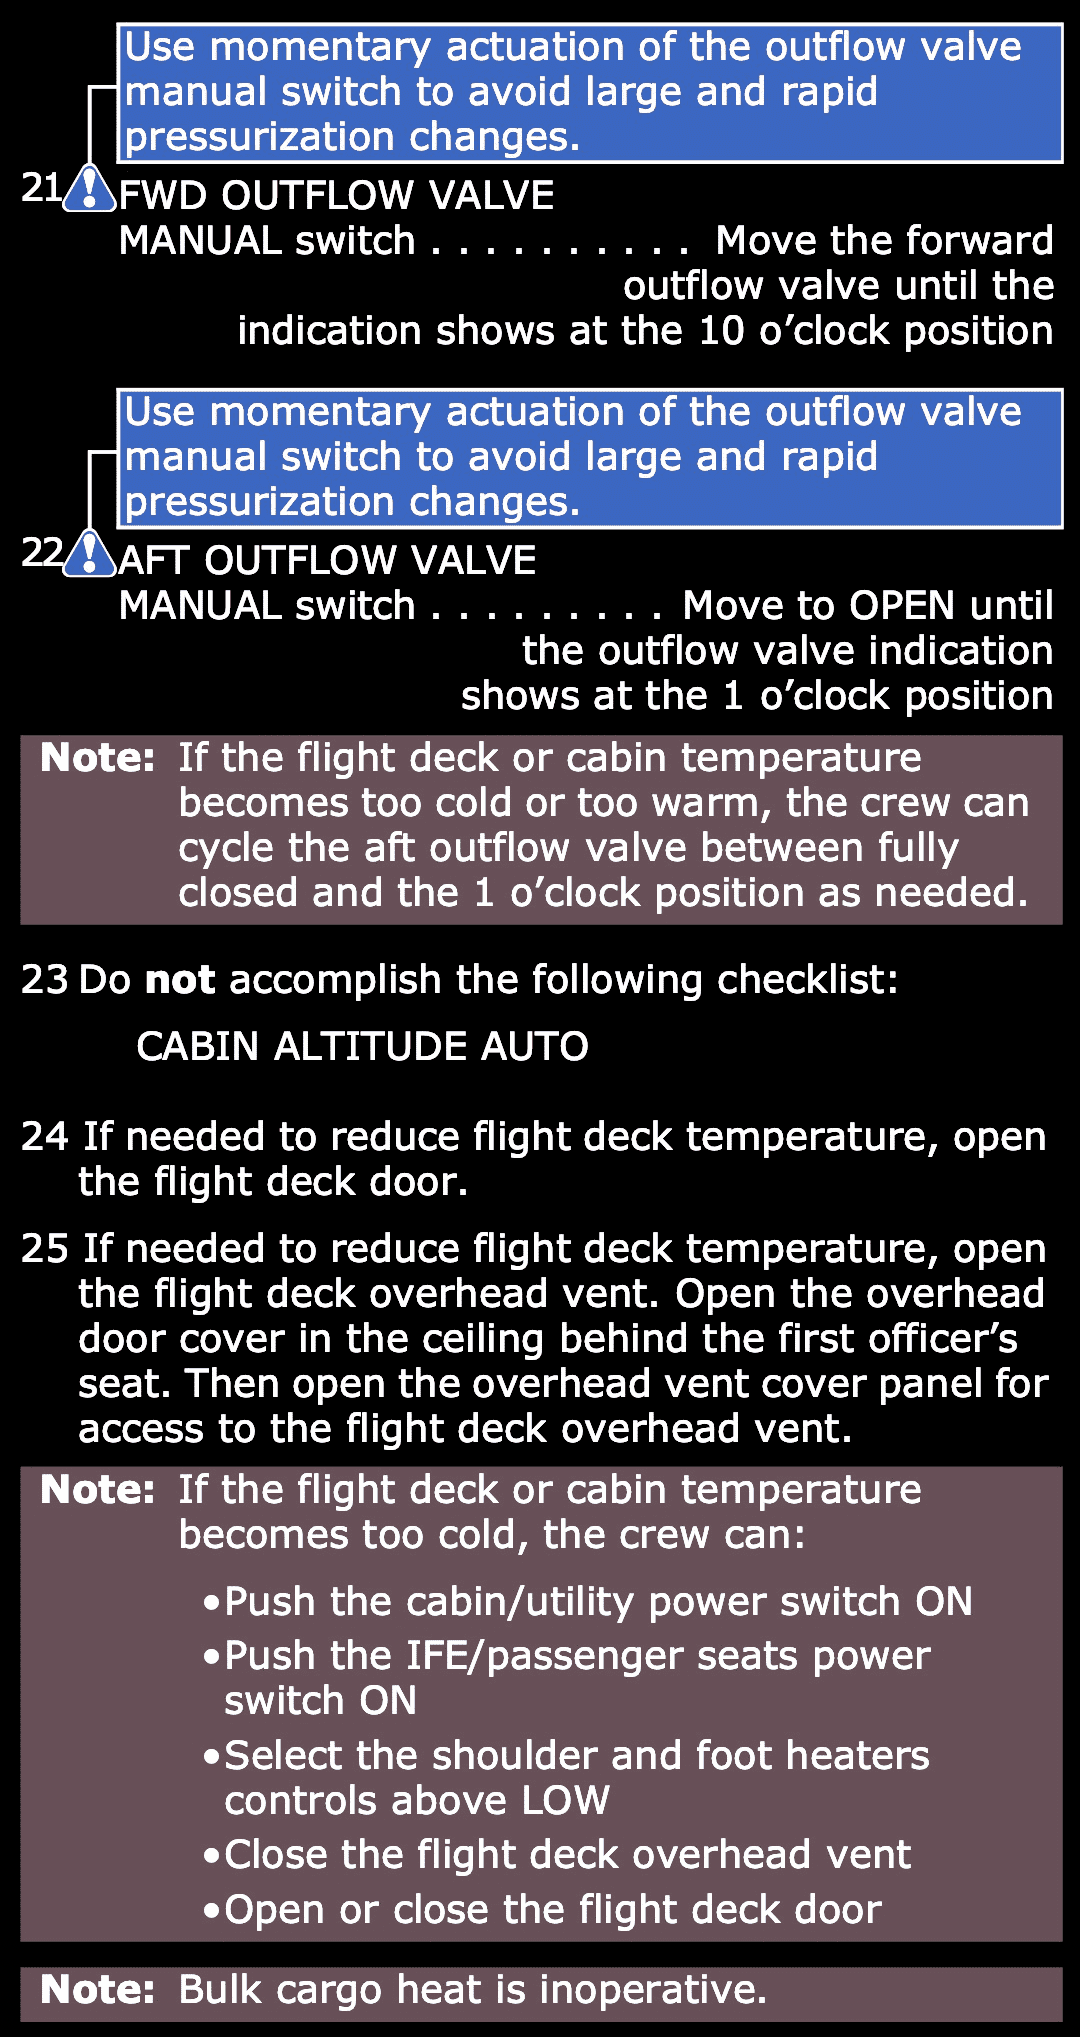 Use momentary actuation of the outflow valve
manual switch to avoid large and rapid
pressurization changes.
21 FWD OUTFLOW VALVE
MANUAL switch . . . . . . . . . . Move the forward
outflow valve until the
indication shows at the 10 o’clock position
Use momentary actuation of the outflow valve
manual switch to avoid large and rapid
pressurization changes.
22 AFT OUTFLOW VALVE
MANUAL switch . . . . . . . . . Move to OPEN until
the outflow valve indication
shows at the 1 o’clock position
Note: If the flight deck or cabin temperature
becomes too cold or too warm, the crew can
cycle the aft outflow valve between fully
closed and the 1 o’clock position as needed.
23 Do not accomplish the following checklist:
CABIN ALTITUDE AUTO
24 If needed to reduce flight deck temperature, open
the flight deck door.
25 If needed to reduce flight deck temperature, open
the flight deck overhead vent. Open the overhead
door cover in the ceiling behind the first officer’s
seat. Then open the overhead vent cover panel for
access to the flight deck overhead vent.
Note: If the flight deck or cabin temperature
becomes too cold, the crew can:
•Push the cabin/utility power switch ON
•Push the IFE/passenger seats power
switch ON
•Select the shoulder and foot heaters
controls above LOW
•Close the flight deck overhead vent
•Open or close the flight deck door
Note: Bulk cargo heat is inoperative.